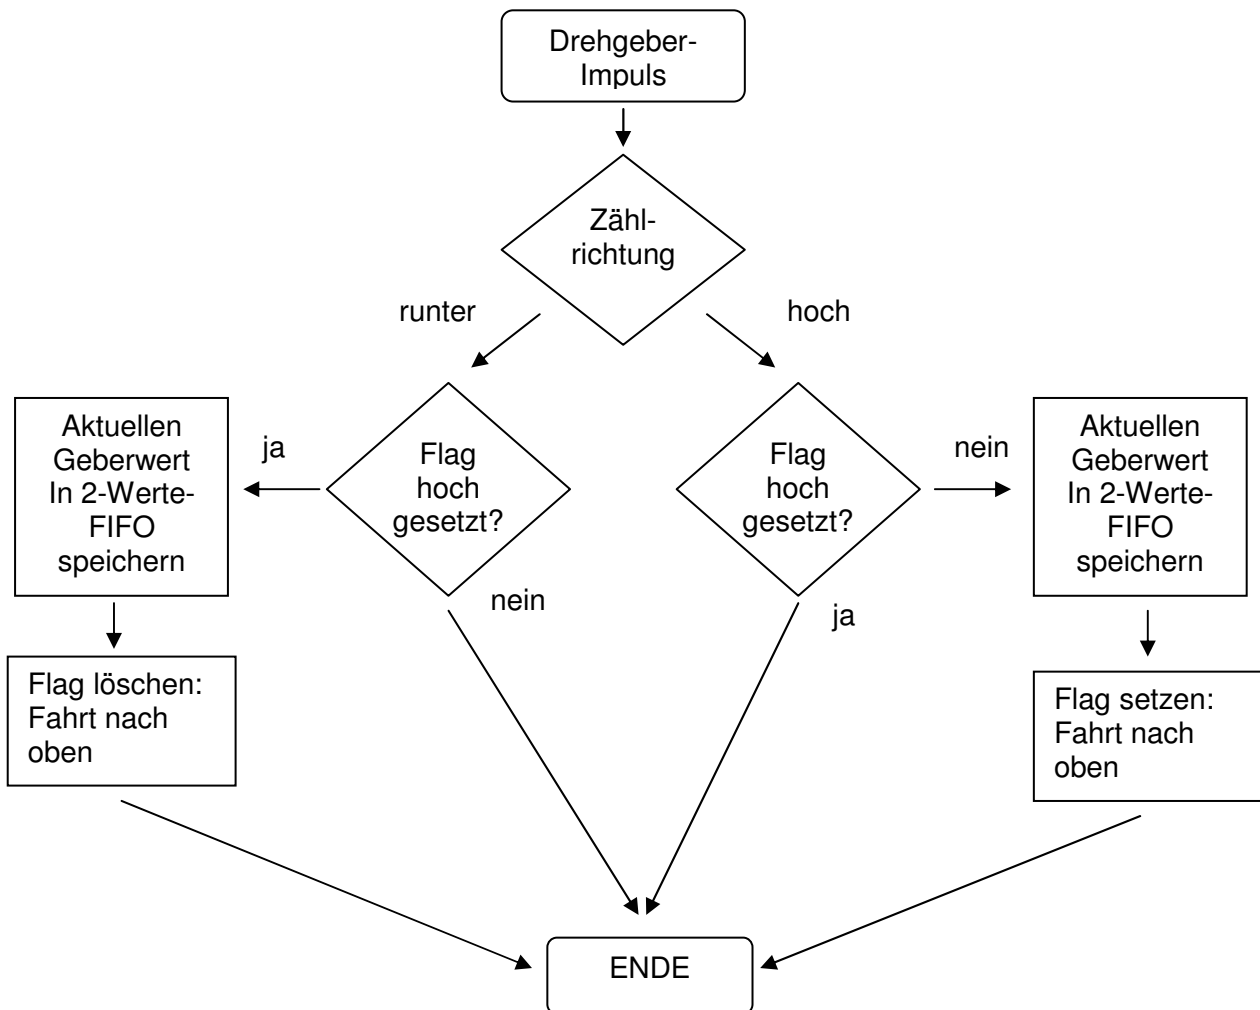 Drehgeber-
Impuls
Zähl-
richtung
runter
hoch
Aktuellen
Geberwert
In 2-Werte-
FIFO
speichern
ja
Flag
hoch
gesetzt?
nein
Flag
hoch
gesetzt?
nein
ja
Aktuellen
Geberwert
In 2-Werte-
FIFO
speichern
Flag löschen:
Fahrt nach
oben
Flag setzen:
Fahrt nach
oben
ENDE